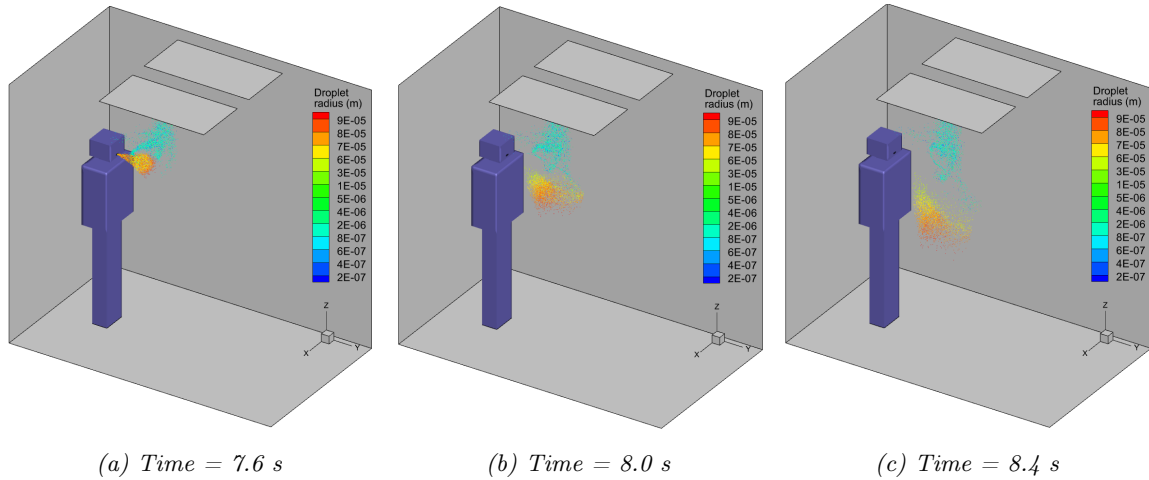 Droplet
radius (m)
9E-05
8E-05
7E-05
6E-05
3E-05
1E-05
5E-06
4E-06
2E-06
8E-07
6E-07
4E-07
2E-07
Z
X
Y
(a) Time = 7.6 s
Droplet
radius (m)
9E-05
8E-05
7E-05
6E-05
3E-05
1E-05
5E-06
4E-06
2E-06
8E-07
6E-07
4E-07
2E-07
Z
X
Y
(b) Time = 8.0 s
Droplet
radius (m)
9E-05
8E-05
7E-05
6E-05
3E-05
1E-05
5E-06
4E-06
2E-06
8E-07
6E-07
4E-07
2E-07
Z
X
Y
(c) Time = 8.4 s